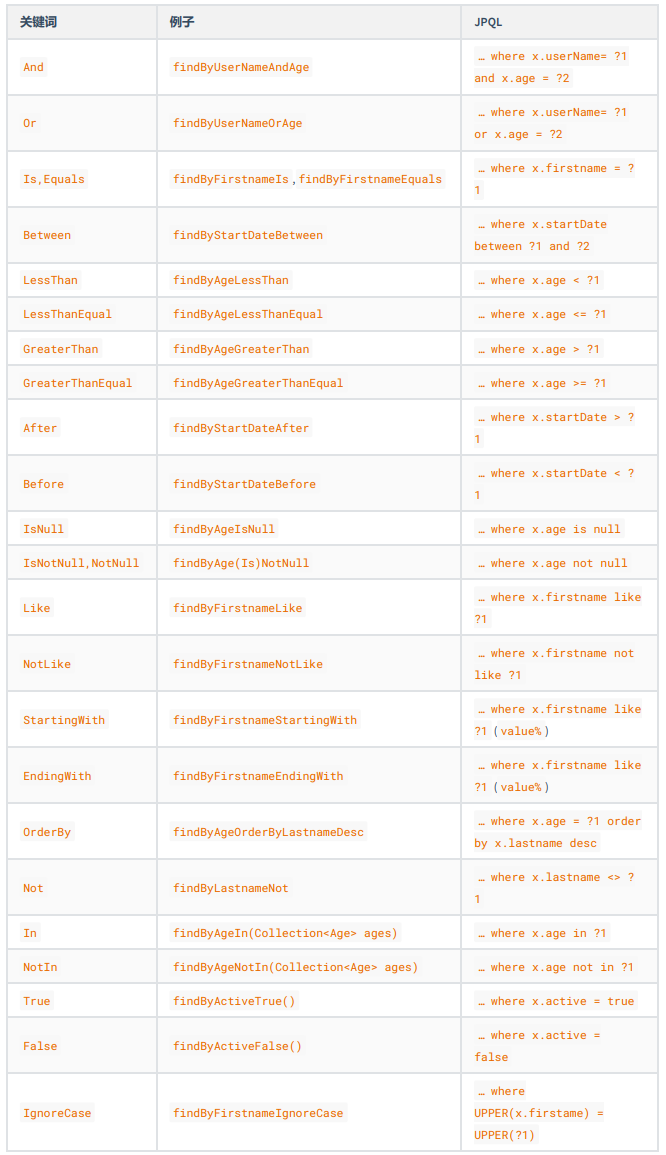 关键词 例子 JPQL
And findByUserNameAndAge … where x.userName= ?1
and x.age = ?2
Or findByUserNameOrAge … where x.userName= ?1
or x.age = ?2
Is,Equals findByFirstnameIs,findByFirstnameEquals … where x.firstname = ?
1
Between findByStartDateBetween … where x.startDate
between ?1 and ?2
LessThan findByAgeLessThan … where x.age < ?1
LessThanEqual findByAgeLessThanEqual … where x.age <= ?1
GreaterThan findByAgeGreaterThan … where x.age > ?1
GreaterThanEqual findByAgeGreaterThanEqual … where x.age >= ?1
After findByStartDateAfter … where x.startDate > ?
1
Before findByStartDateBefore … where x.startDate < ?
1
IsNull findByAgeIsNull … where x.age is null
IsNotNull,NotNull findByAge(Is)NotNull … where x.age not null
Like findByFirstnameLike … where x.firstname like
?1
NotLike findByFirstnameNotLike … where x.firstname not
like ?1
StartingWith findByFirstnameStartingWith … where x.firstname like
?1 (value%)
EndingWith findByFirstnameEndingWith … where x.firstname like
?1 (value%)
OrderBy findByAgeOrderByLastnameDesc … where x.age = ?1 order
by x.lastname desc
Not findByLastnameNot … where x.lastname <> ?
1
In findByAgeIn(Collection<Age> ages) … where x.age in ?1
NotIn findByAgeNotIn(Collection<Age> ages) … where x.age not in ?1
True findByActiveTrue() … where x.active = true
False findByActiveFalse() … where x.active =
false
IgnoreCase findByFirstnameIgnoreCase … where
UPPER(x.firstame) =
UPPER(?1)